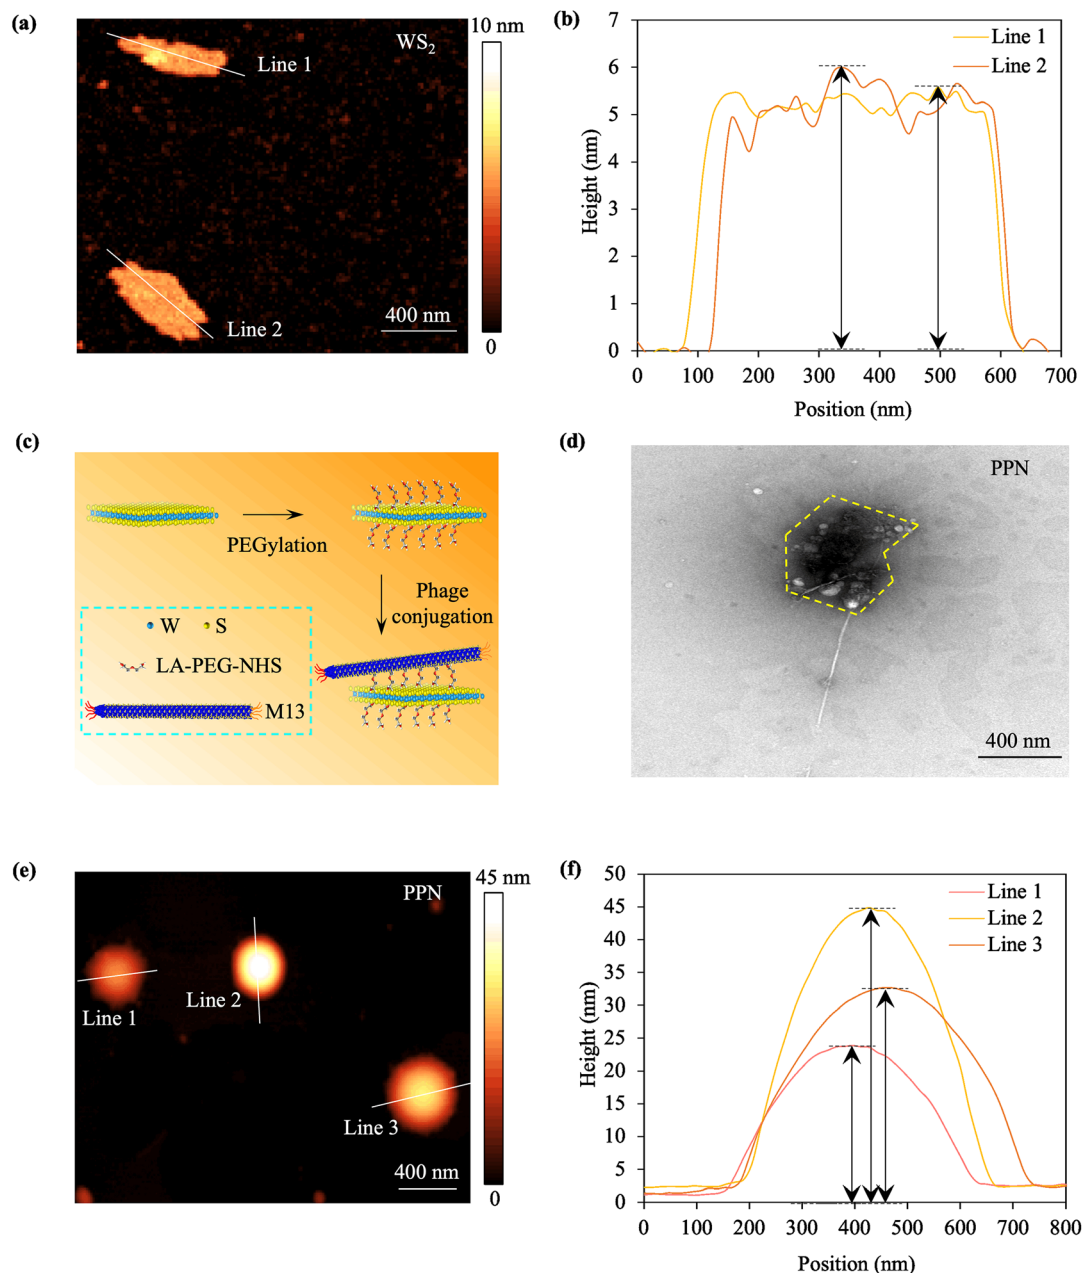 (a)
WS₂
Line 1
Line 2
400 nm
10 nm
0
(b)
Line 1
Line 2
Height (nm)
7
6
5
4
3
2
1
0
0 100 200 300 400 500 600 700
Position (nm)
(c)
PEGylation
Phage
conjugation
W S
LA-PEG-NHS
M13
(d)
PPN
400 nm
(e)
PPN
Line 1
Line 2
Line 3
400 nm
45 nm
0
(f)
Line 1
Line 2
Line 3
Height (nm)
50
45
40
35
30
25
20
15
10
5
0
0 100 200 300 400 500 600 700 800
Position (nm)